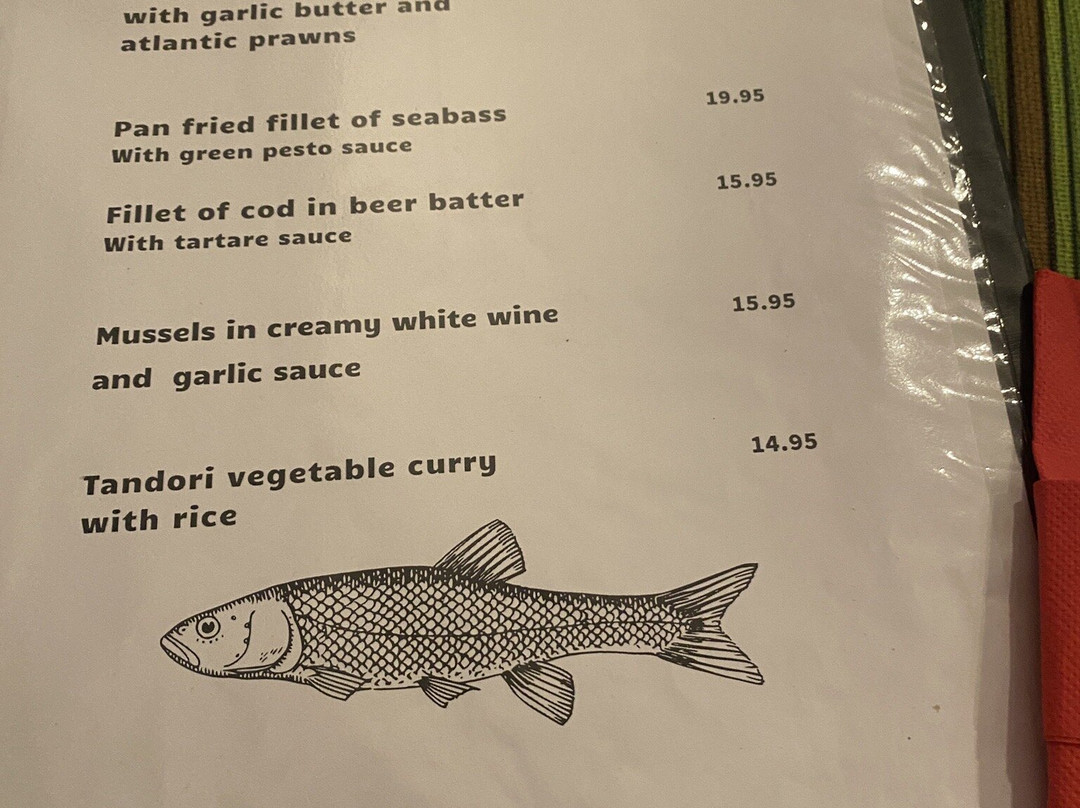 with garlic butter and
atlantic prawns
Pan fried fillet of seabass 19.95
With green pesto sauce
Fillet of cod in beer batter 15.95
With tartare sauce
Mussels in creamy white wine 15.95
and garlic sauce
Tandori vegetable curry 14.95
with rice